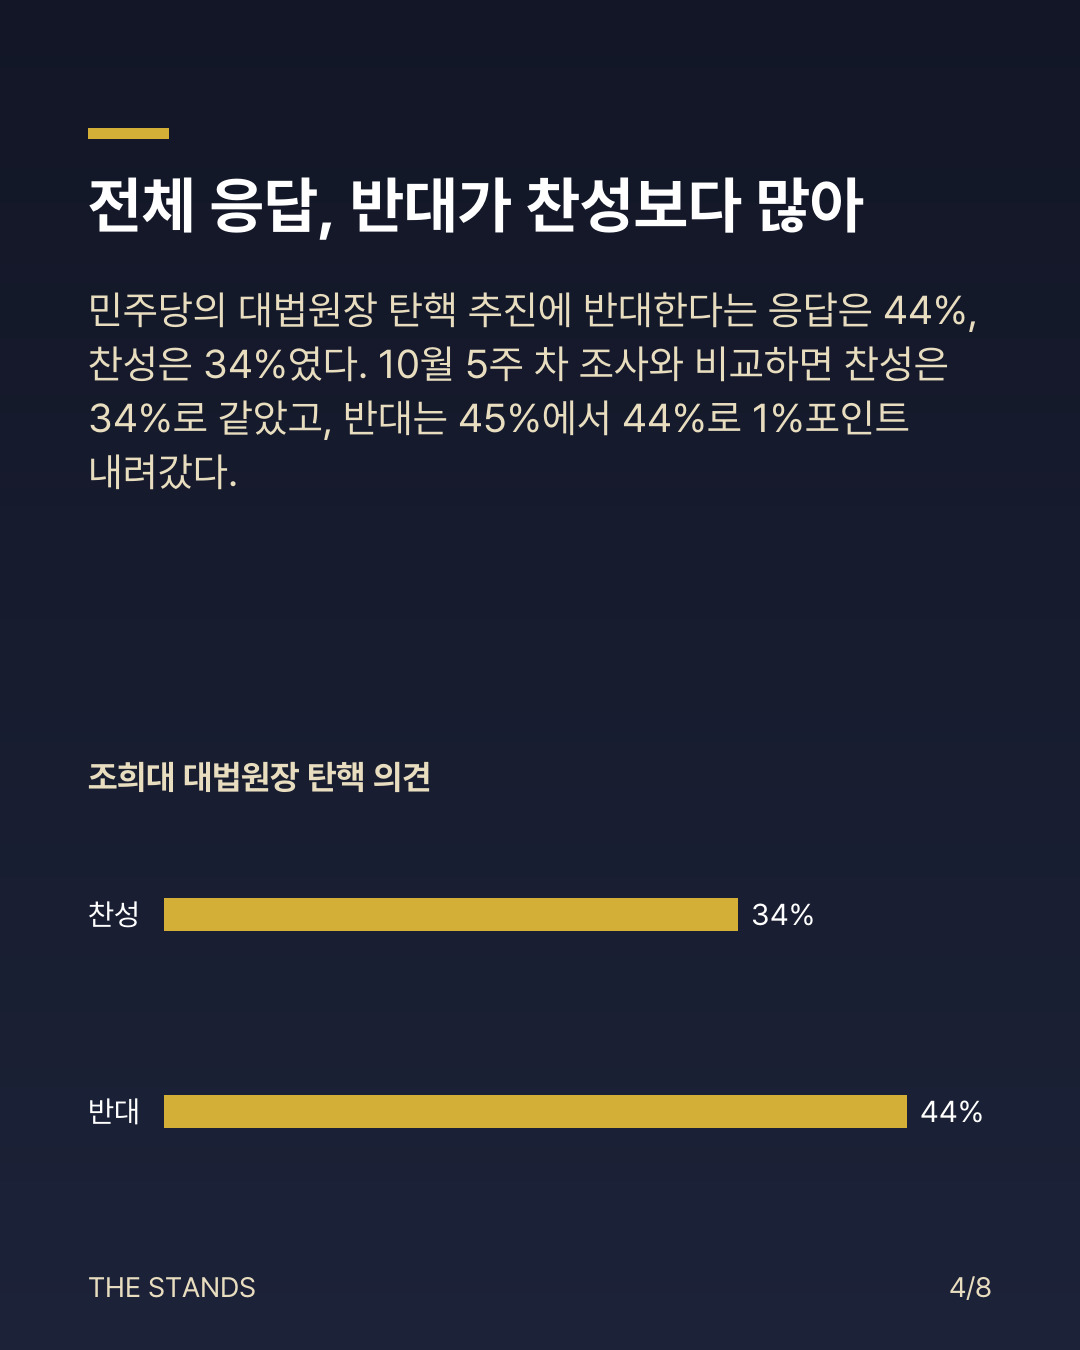 전체 응답, 반대가 찬성보다 많아
민주당의 대법원장 탄핵 추진에 반대한다는 응답은 44%,
찬성은 34%였다. 10월 5주 차 조사와 비교하면 찬성은
34%로 같았고, 반대는 45%에서 44%로 1%포인트
내려갔다.
조희대 대법원장 탄핵 의견
찬성 34%
반대 44%
THE STANDS 4/8